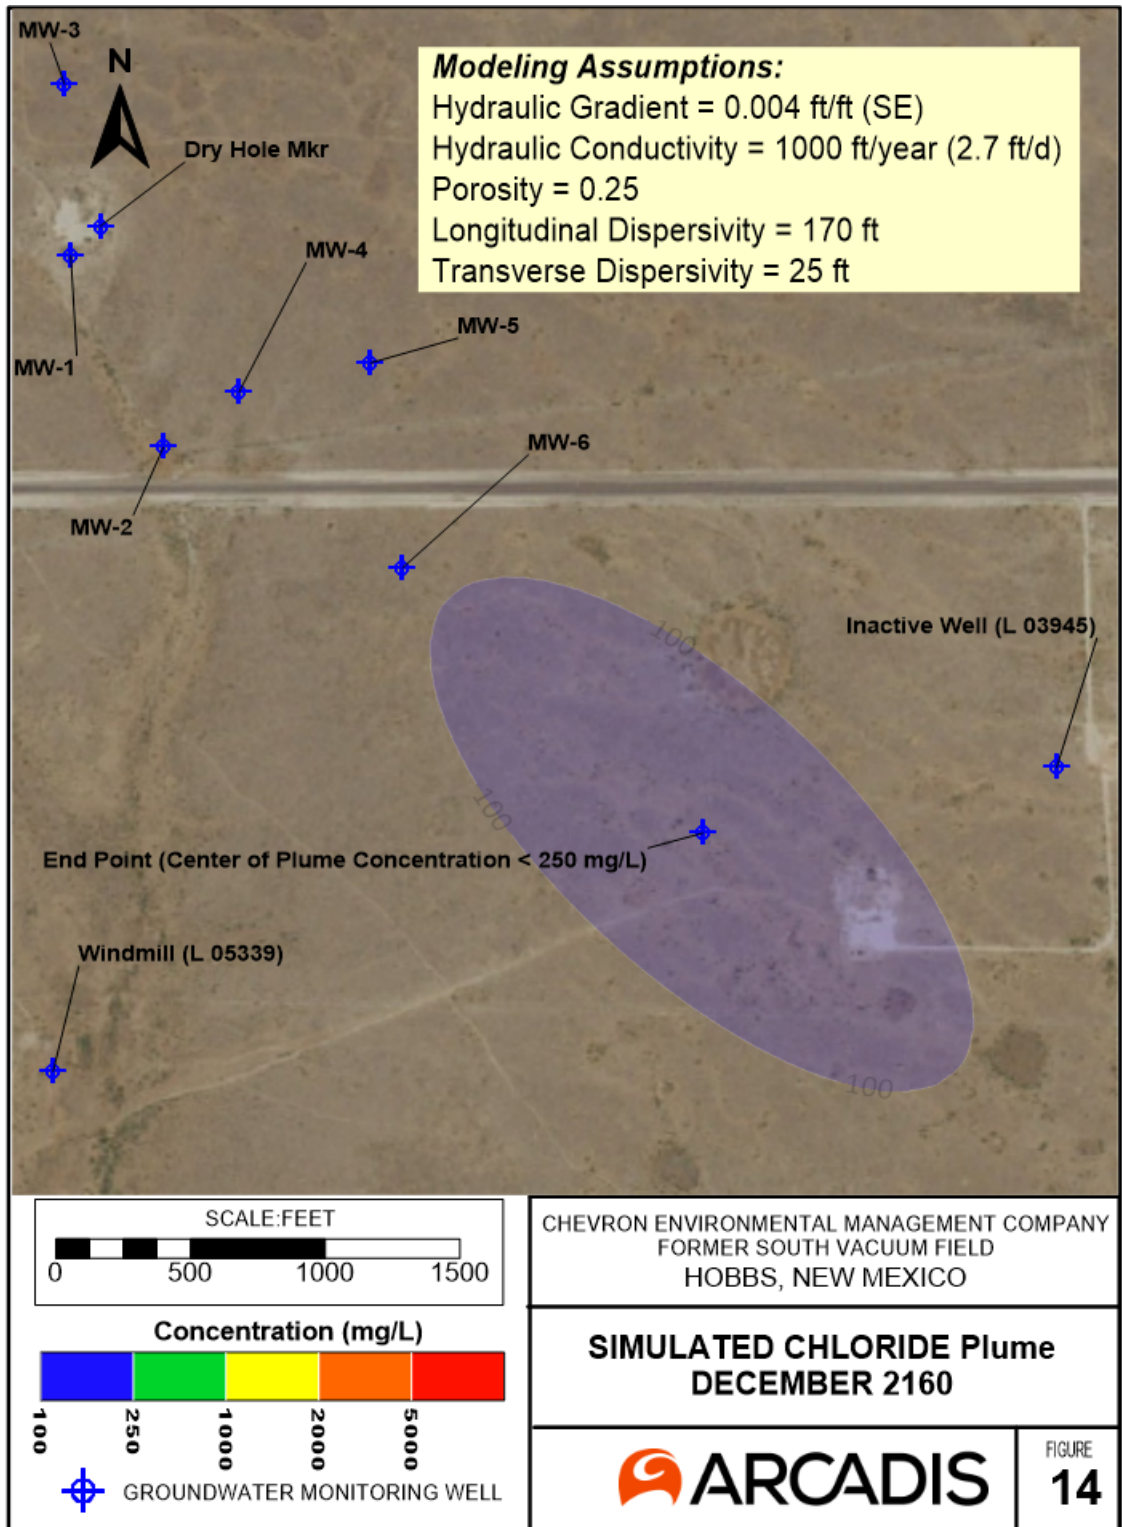 MW-3
N
Modeling Assumptions:
Hydraulic Gradient = 0.004 ft/ft (SE)
Hydraulic Conductivity = 1000 ft/year (2.7 ft/d)
Porosity = 0.25
Longitudinal Dispersivity = 170 ft
Transverse Dispersivity = 25 ft
Dry Hole Mkr
MW-4
MW-5
MW-1
MW-6
MW-2
100
Inactive Well (L 03945)
100
End Point (Center of Plume Concentration < 250 mg/L)
Windmill (L 05339)
100
SCALE:FEET
0 500 1000 1500
Concentration (mg/L)
100 250 1000 2000 5000
GROUNDWATER MONITORING WELL
CHEVRON ENVIRONMENTAL MANAGEMENT COMPANY
FORMER SOUTH VACUUM FIELD
HOBBS, NEW MEXICO
SIMULATED CHLORIDE Plume
DECEMBER 2160
ARCADIS
FIGURE
14